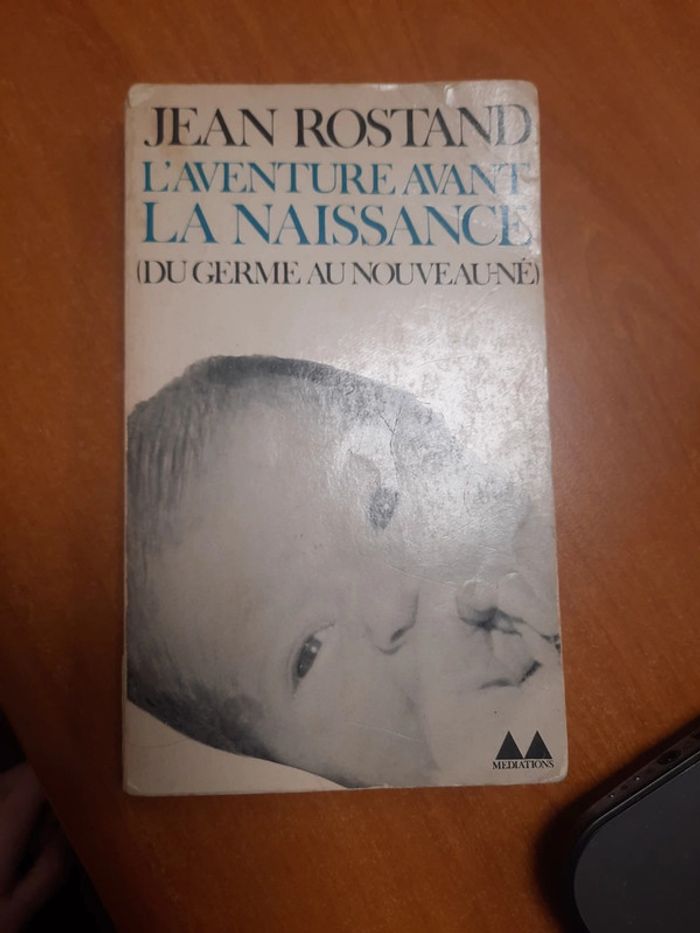 JEAN ROSTAND
L'AVENTURE AVANT
LA NAISSANCE
(DU GERME AU NOUVEAU-NÉ)
MEDIATIONS